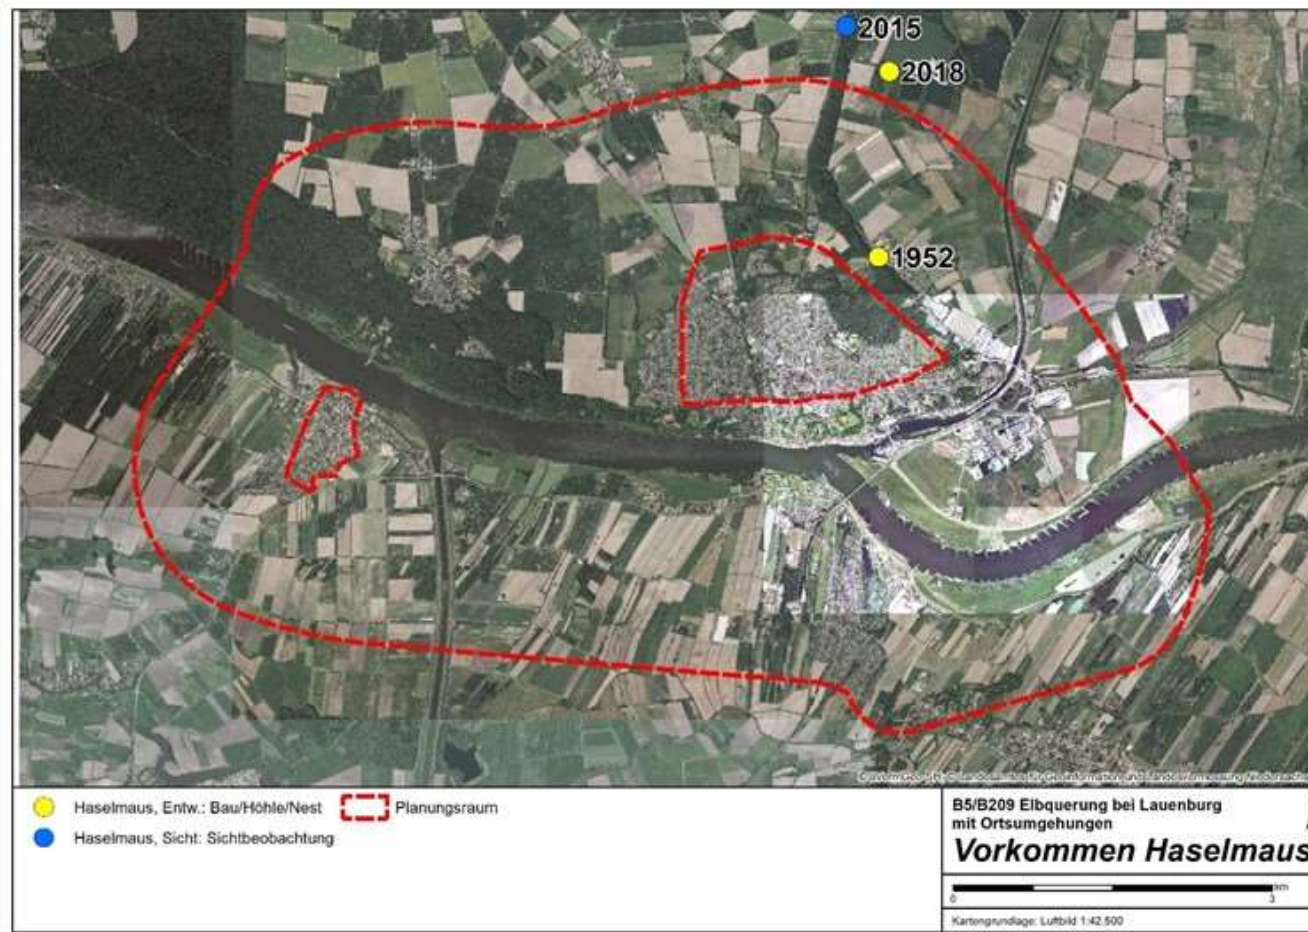 2015
2018
1952
Haselmaus, Entw.: Bau/Höhle/Nest
Planungsraum
Haselmaus, Sicht: Sichtbeobachtung
B5/B209 Elbquerung bei Lauenburg
mit Ortsumgehungen
Vorkommen Haselmaus
km
0 3
Kartengrundlage: Luftbild 1:42.500